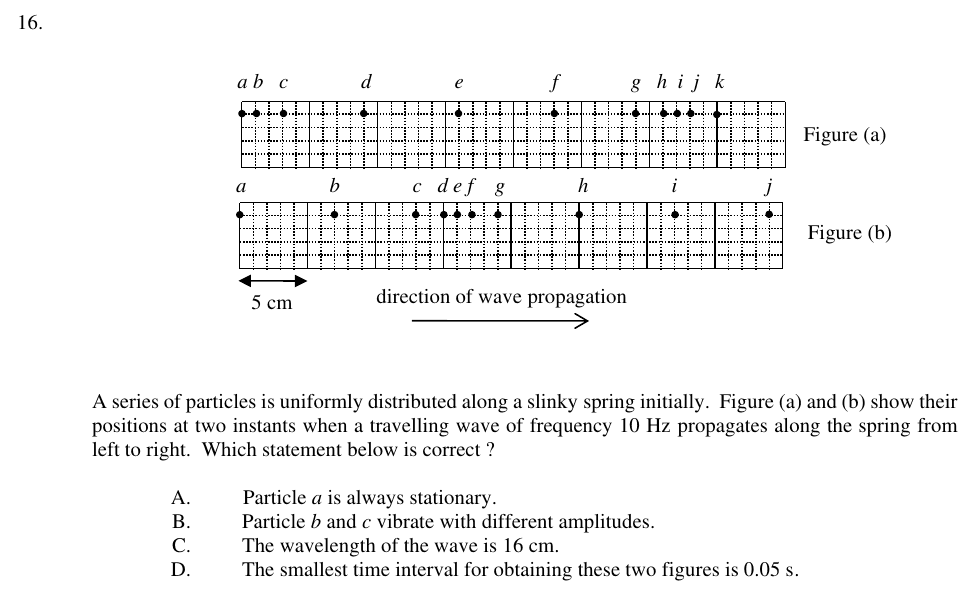 16.
a b c d e f g h i j k
Figure (a)
a b c d e f g h i j
Figure (b)
5 cm
direction of wave propagation
A series of particles is uniformly distributed along a slinky spring initially. Figure (a) and (b) show their
positions at two instants when a travelling wave of frequency 10 Hz propagates along the spring from
left to right. Which statement below is correct ?
A. Particle a is always stationary.
B. Particle b and c vibrate with different amplitudes.
C. The wavelength of the wave is 16 cm.
D. The smallest time interval for obtaining these two figures is 0.05 s.